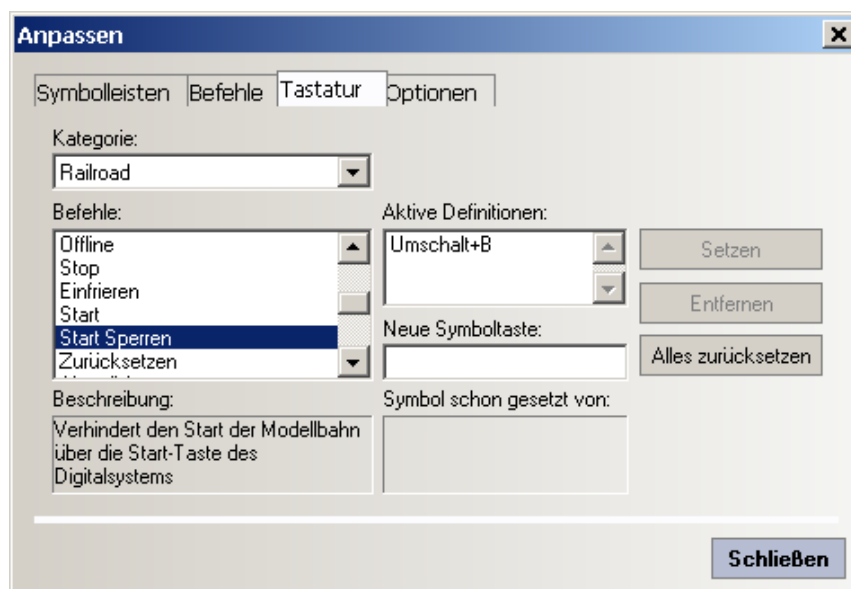 Anpassen
Symbolleisten Befehle Tastatur Optionen
Kategorie:
Railroad
Befehle:
Offline
Stop
Einfrieren
Start
Start Sperren
Zurücksetzen
Aktive Definitionen:
Umschalt+B
Neue Symboltaste:
Setzen
Entfernen
Alles zurücksetzen
Beschreibung:
Verhindert den Start der Modellbahn
über die Start-Taste des
Digitalsystems
Symbol schon gesetzt von:
Schließen